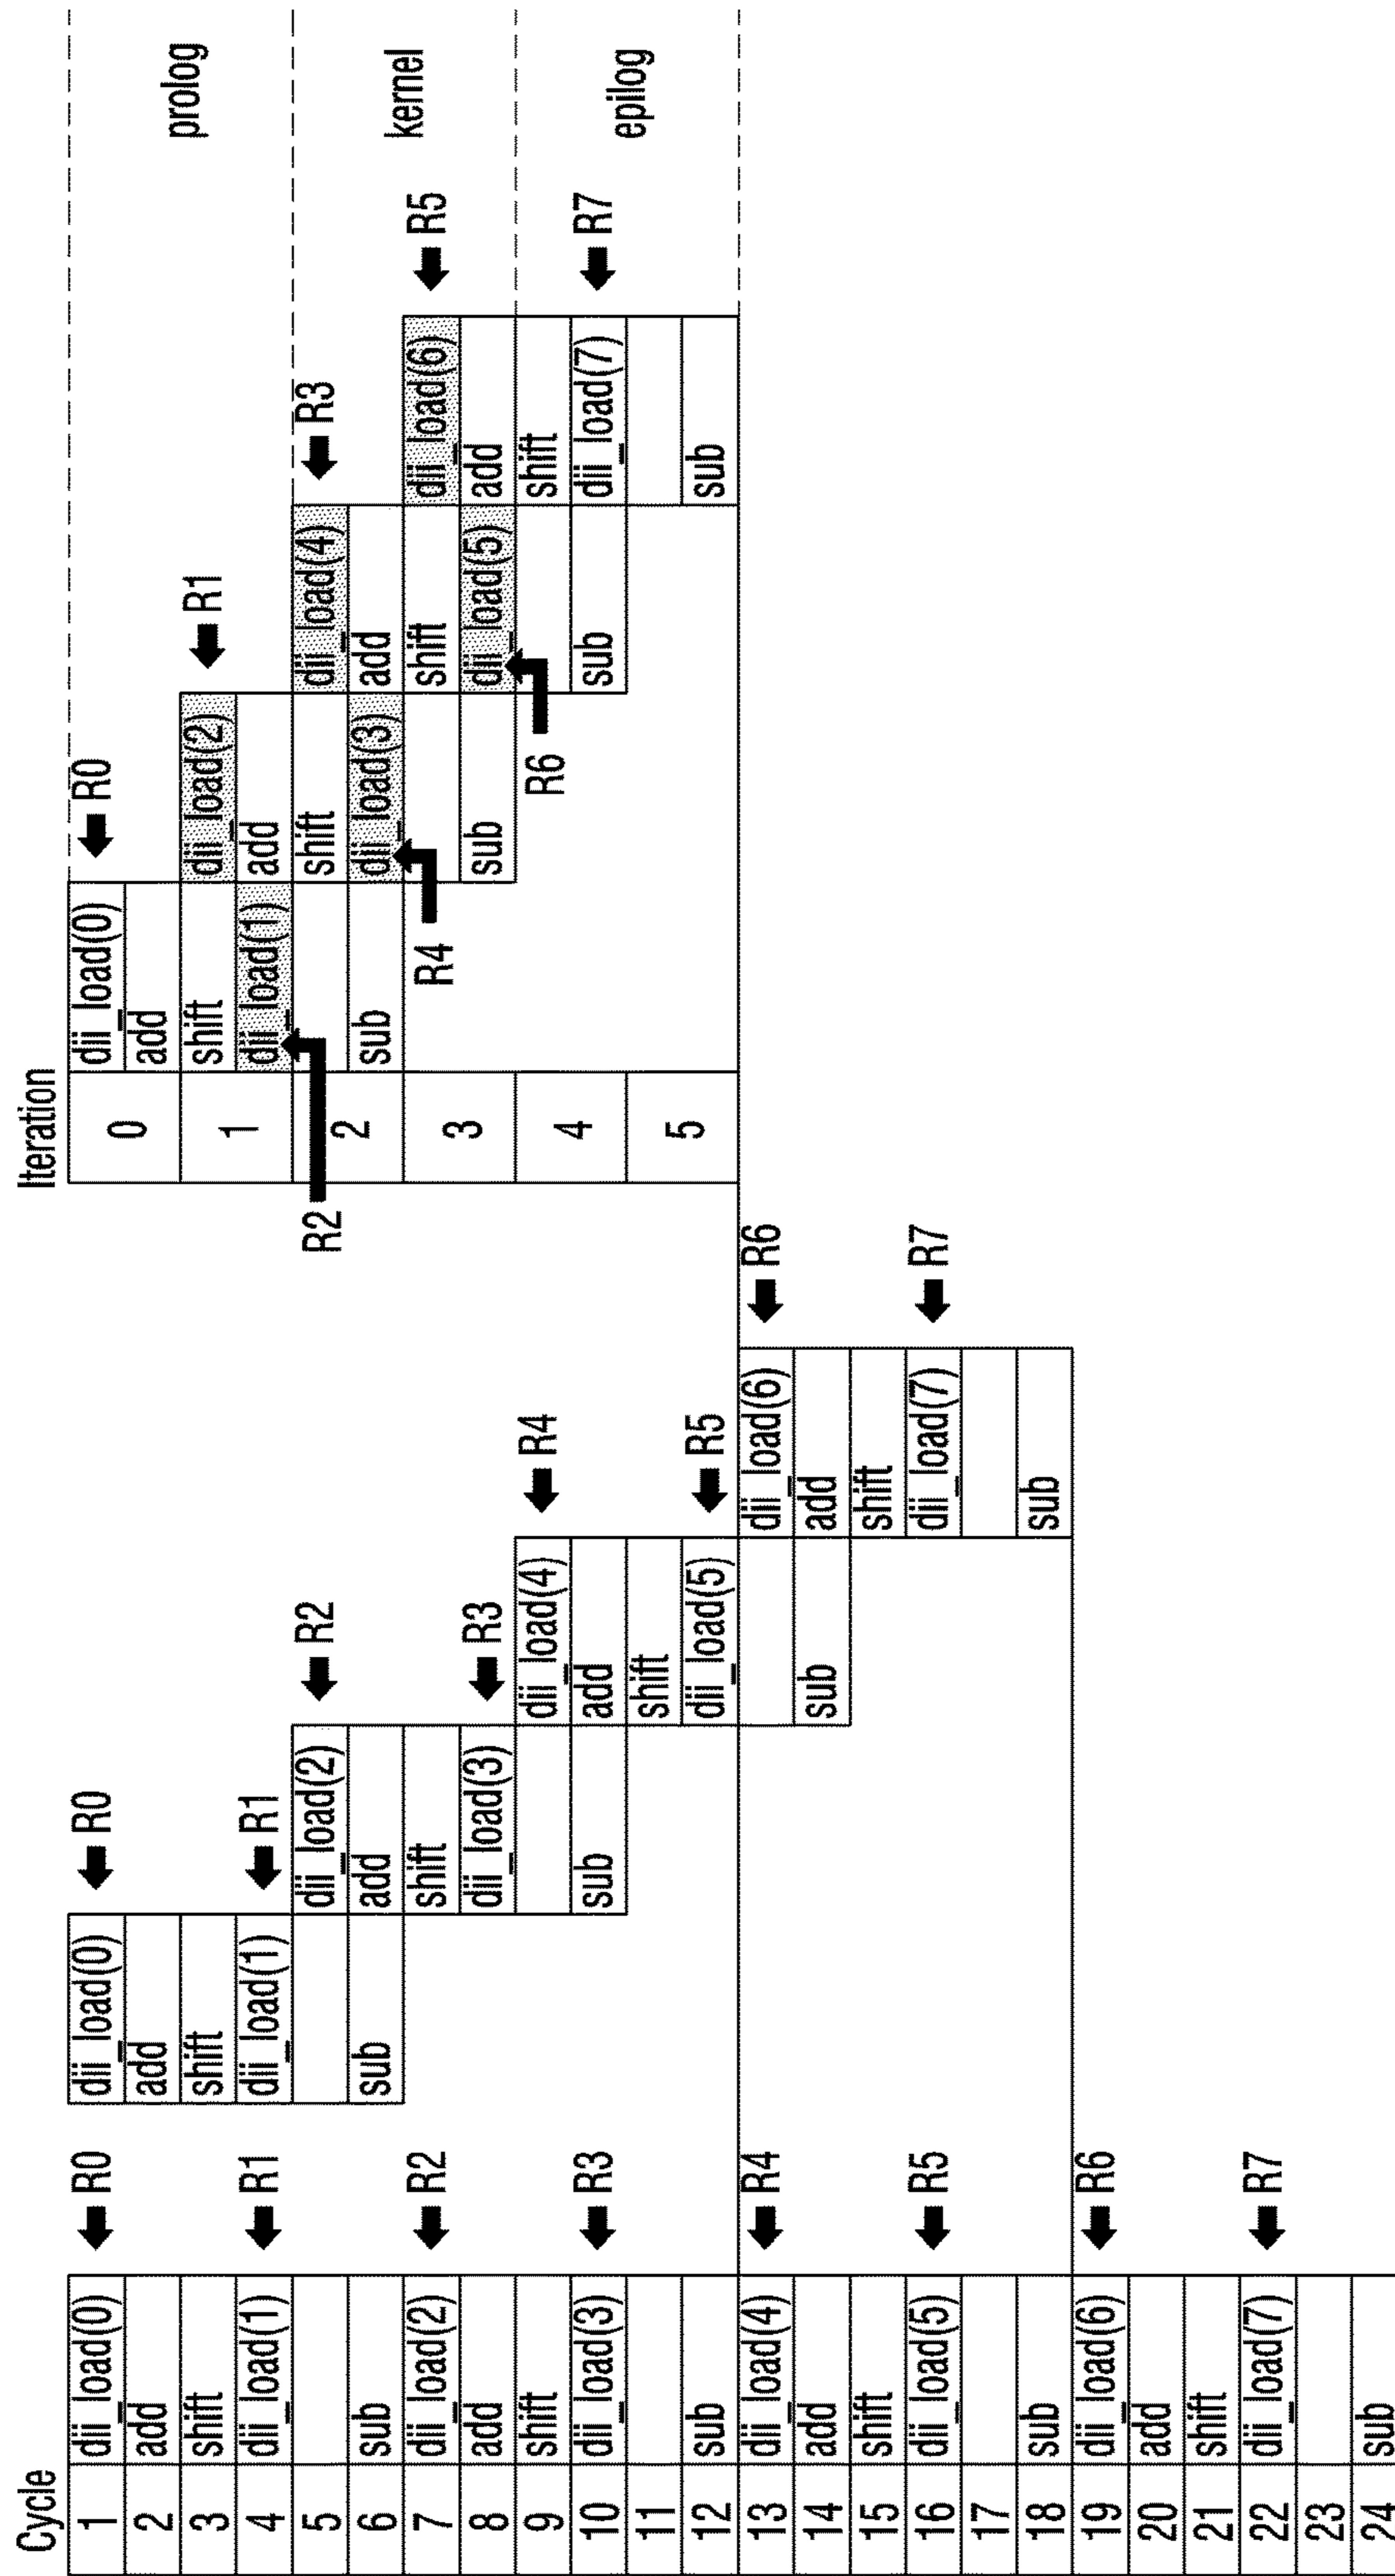 Cycle Iteration
1 dii_load(0) R0 dii_load(0) R0 0 dii_load(0) R0
2 add add add prolog
3 shift shift 1 shift dii_load(2) R1
4 dii_load(1) R1 dii_load(1) R1 dii_load(1) add
5 dii_load(2) R2 R2 2 shift dii_load(4) R3
6 sub sub add sub dii_load(3) add kernel
7 dii_load(2) R2 shift 3 R4 shift dii_load(6) R5
8 add dii_load(3) R3 sub dii_load(5) add
9 shift dii_load(4) R4 4 R6 shift
10 dii_load(3) R3 sub add sub dii_load(7) R7 epilog
11 shift 5
12 sub dii_load(5) R5 sub
13 dii_load(4) R4 dii_load(6) R6
14 add sub add
15 shift shift
16 dii_load(5) R5 dii_load(7) R7
17
18 sub sub
19 dii_load(6) R6
20 add
21 shift
22 dii_load(7) R7
23
24 sub